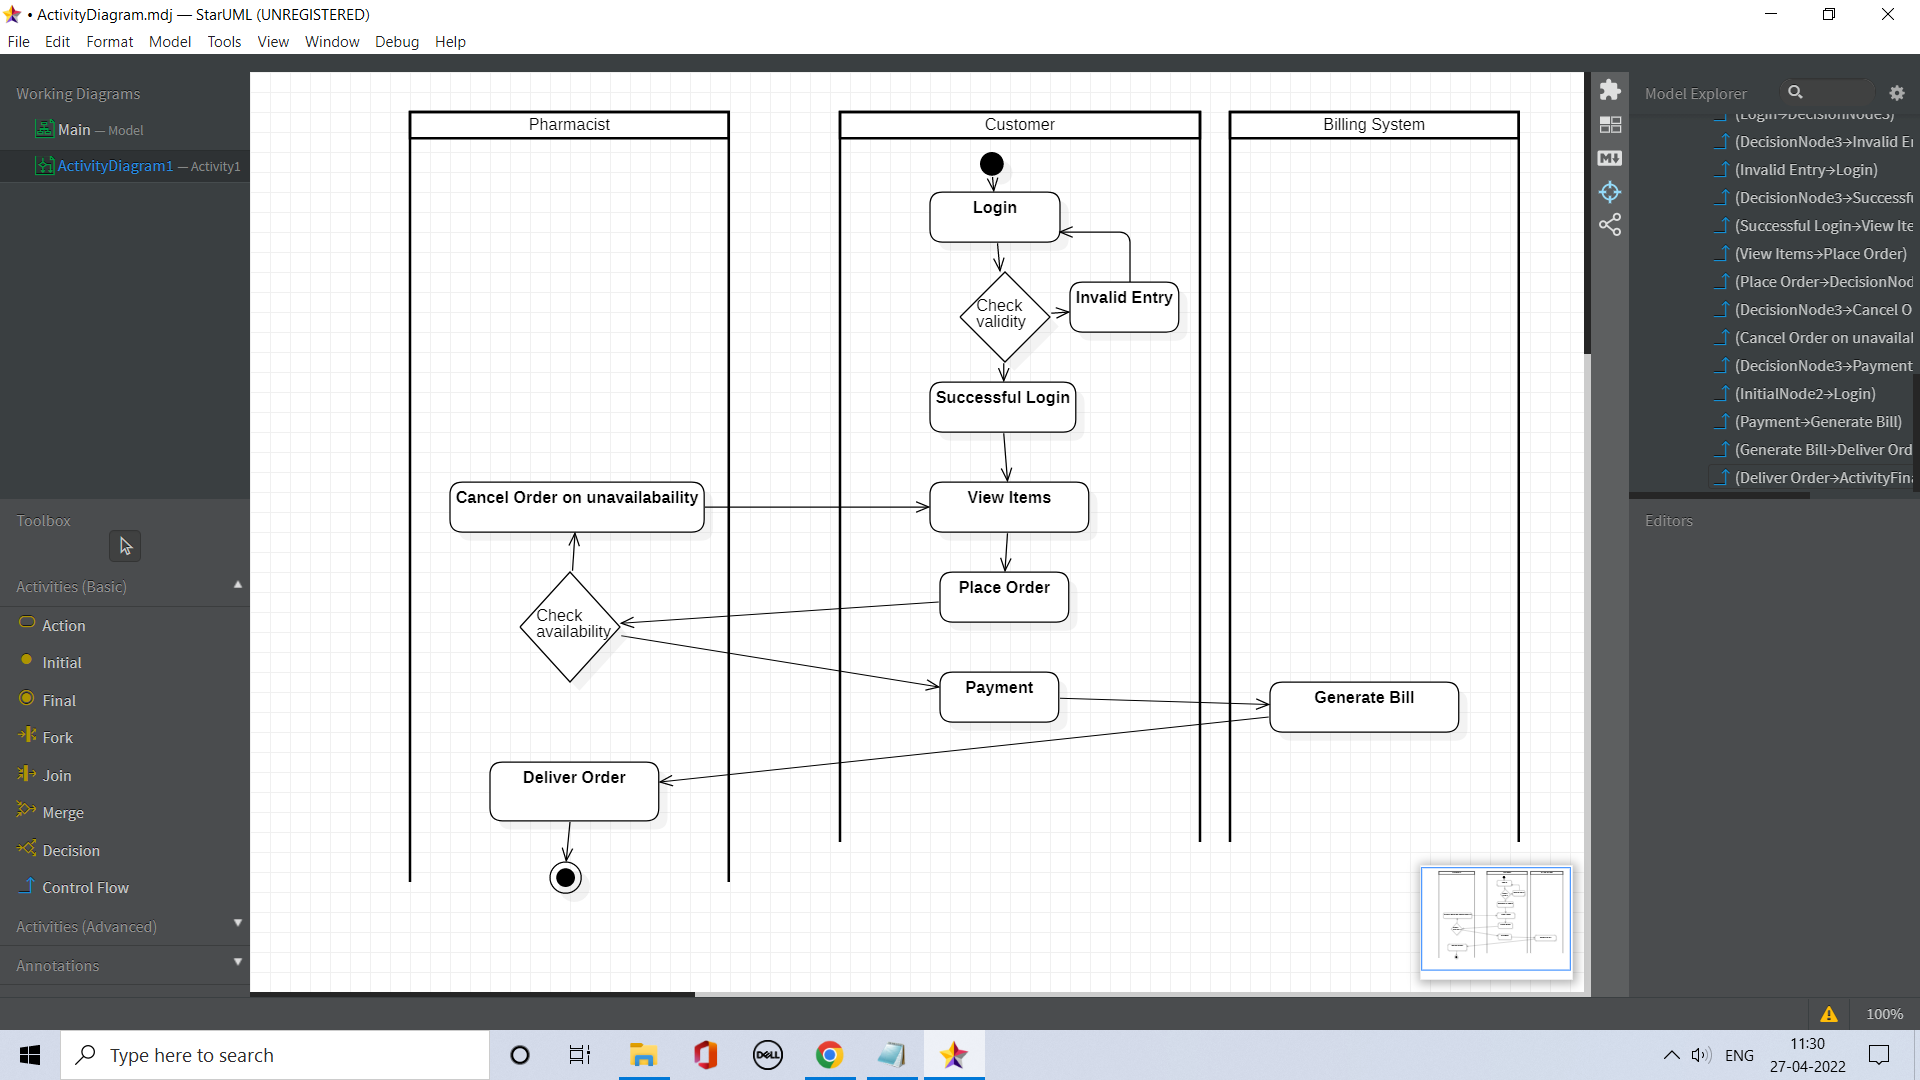 • ActivityDiagram.mdj — StarUML (UNREGISTERED)
File Edit Format Model Tools View Window Debug Help
Working Diagrams
Main — Model
ActivityDiagram1 — Activity1
Toolbox
Activities (Basic)
Action
Initial
Final
Fork
Join
Merge
Decision
Control Flow
Activities (Advanced)
Annotations
Pharmacist
Customer
Billing System
Login
Check
validity
Invalid Entry
Successful Login
Cancel Order on unavailabaility
View Items
Check
availability
Place Order
Payment
Generate Bill
Deliver Order
Model Explorer
(Login→DecisionNode3)
(DecisionNode3→Invalid E
(Invalid Entry→Login)
(DecisionNode3→Successfu
(Successful Login→View Ite
(View Items→Place Order)
(Place Order→DecisionNod
(DecisionNode3→Cancel O
(Cancel Order on unavailal
(DecisionNode3→Payment
(InitialNode2→Login)
(Payment→Generate Bill)
(Generate Bill→Deliver Ord
(Deliver Order→ActivityFina
Editors
100%
Type here to search
DELL
ENG
11:30
27-04-2022